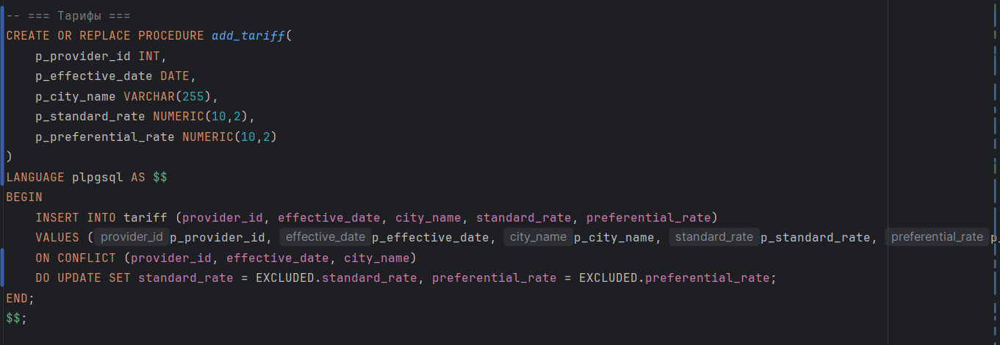 -- === Тарифы ===
CREATE OR REPLACE PROCEDURE add_tariff(
    p_provider_id INT,
    p_effective_date DATE,
    p_city_name VARCHAR(255),
    p_standard_rate NUMERIC(10,2),
    p_preferential_rate NUMERIC(10,2)
)
LANGUAGE plpgsql AS $$
BEGIN
    INSERT INTO tariff (provider_id, effective_date, city_name, standard_rate, preferential_rate)
    VALUES ( provider_id p_provider_id, effective_date p_effective_date, city_name p_city_name, standard_rate p_standard_rate, preferential_rate
    ON CONFLICT (provider_id, effective_date, city_name)
    DO UPDATE SET standard_rate = EXCLUDED.standard_rate, preferential_rate = EXCLUDED.preferential_rate;
END;
$$;